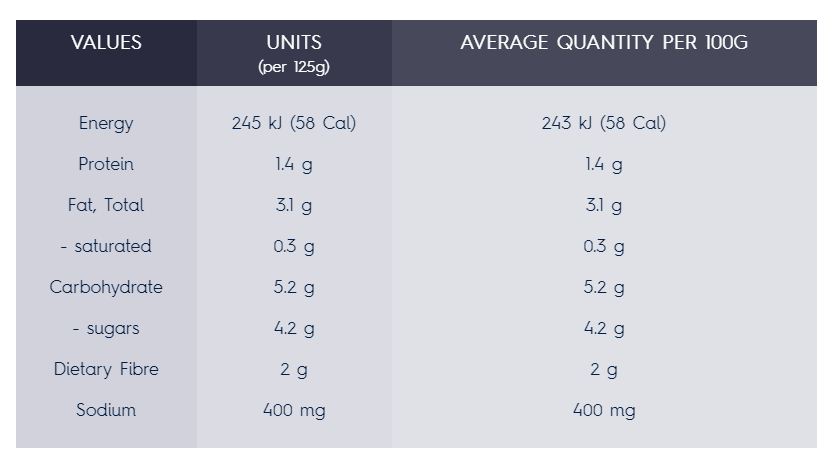 VALUES UNITS AVERAGE QUANTITY PER 100G
(per 125g)
Energy 245 kJ (58 Cal) 243 kJ (58 Cal)
Protein 1.4 g 1.4 g
Fat, Total 3.1 g 3.1 g
- saturated 0.3 g 0.3 g
Carbohydrate 5.2 g 5.2 g
- sugars 4.2 g 4.2 g
Dietary Fibre 2 g 2 g
Sodium 400 mg 400 mg